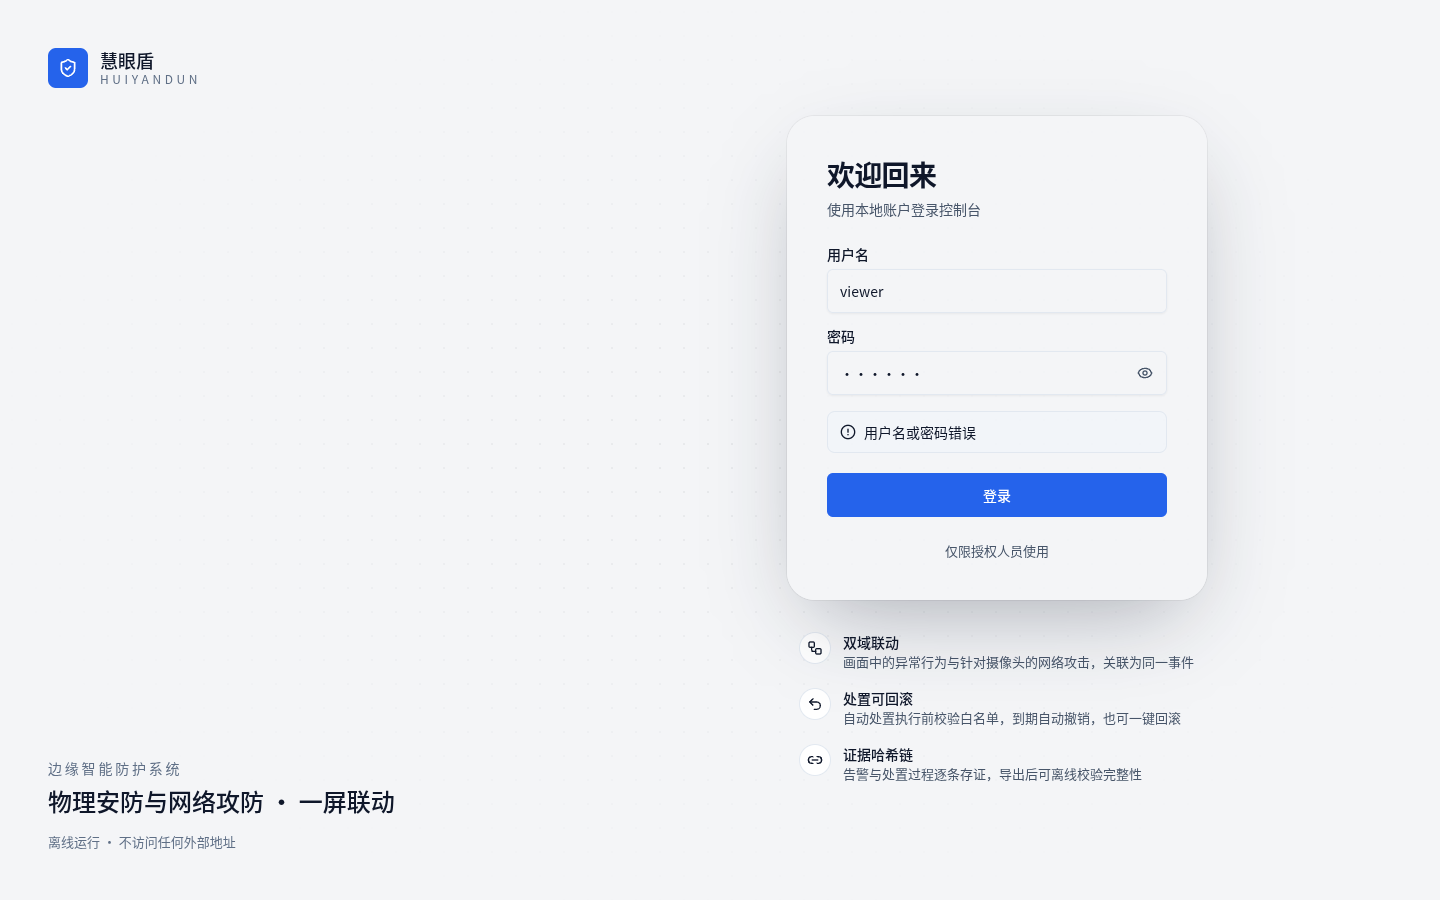 慧眼盾
HUIYANDUN
欢迎回来
使用本地账户登录控制台
用户名
viewer
密码
••••••
用户名或密码错误
登录
仅限授权人员使用
双域联动
画面中的异常行为与针对摄像头的网络攻击，关联为同一事件
处置可回滚
自动处置执行前校验白名单，到期自动撤销，也可一键回滚
证据哈希链
告警与处置过程逐条存证，导出后可离线校验完整性
边缘智能防护系统
物理安防与网络攻防 · 一屏联动
离线运行 · 不访问任何外部地址